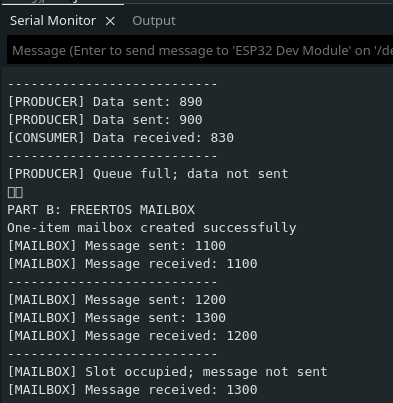 Serial Monitor × Output
Message (Enter to send message to 'ESP32 Dev Module' on '/de
---------------------------
[PRODUCER] Data sent: 890
[PRODUCER] Data sent: 900
[CONSUMER] Data received: 830
---------------------------
[PRODUCER] Queue full; data not sent
□□
PART B: FREERTOS MAILBOX
One-item mailbox created successfully
[MAILBOX] Message sent: 1100
[MAILBOX] Message received: 1100
---------------------------
[MAILBOX] Message sent: 1200
[MAILBOX] Message sent: 1300
[MAILBOX] Message received: 1200
---------------------------
[MAILBOX] Slot occupied; message not sent
[MAILBOX] Message received: 1300